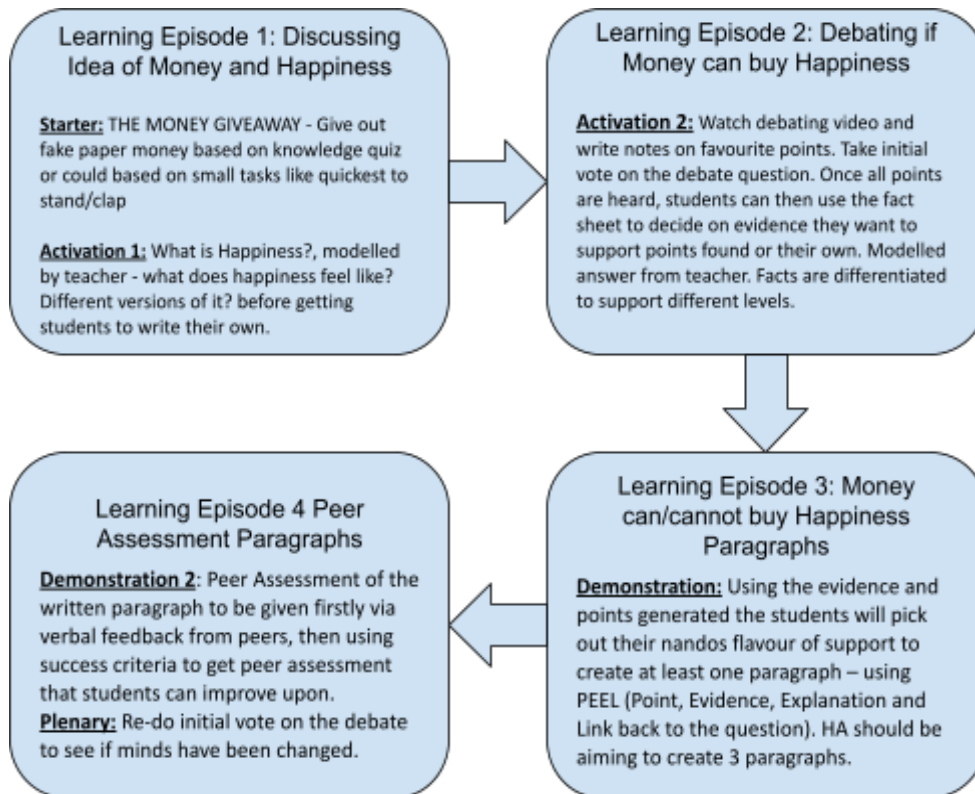 Learning Episode 1: Discussing
Idea of Money and Happiness
Starter: THE MONEY GIVEAWAY - Give out
fake paper money based on knowledge quiz
or could based on small tasks like quickest to
stand/clap
Activation 1: What is Happiness?, modelled
by teacher - what does happiness feel like?
Different versions of it? before getting
students to write their own.
Learning Episode 2: Debating if
Money can buy Happiness
Activation 2: Watch debating video and
write notes on favourite points. Take initial
vote on the debate question. Once all points
are heard, students can then use the fact
sheet to decide on evidence they want to
support points found or their own. Modelled
answer from teacher. Facts are differentiated
to support different levels.
Learning Episode 3: Money
can/cannot buy Happiness
Paragraphs
Demonstration: Using the evidence and
points generated the students will pick
out their nandos flavour of support to
create at least one paragraph – using
PEEL (Point, Evidence, Explanation and
Link back to the question). HA should be
aiming to create 3 paragraphs.
Learning Episode 4 Peer
Assessment Paragraphs
Demonstration 2: Peer Assessment of the
written paragraph to be given firstly via
verbal feedback from peers, then using
success criteria to get peer assessment
that students can improve upon.
Plenary: Re-do initial vote on the debate
to see if minds have been changed.